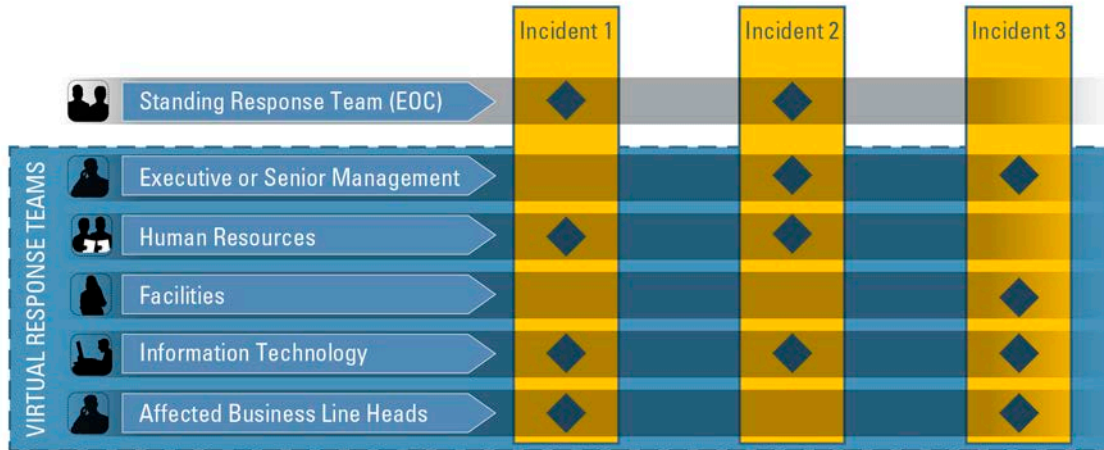 Incident 1
Incident 2
Incident 3
Standing Response Team (EOC)
VIRTUAL RESPONSE TEAMS
Executive or Senior Management
Human Resources
Facilities
Information Technology
Affected Business Line Heads